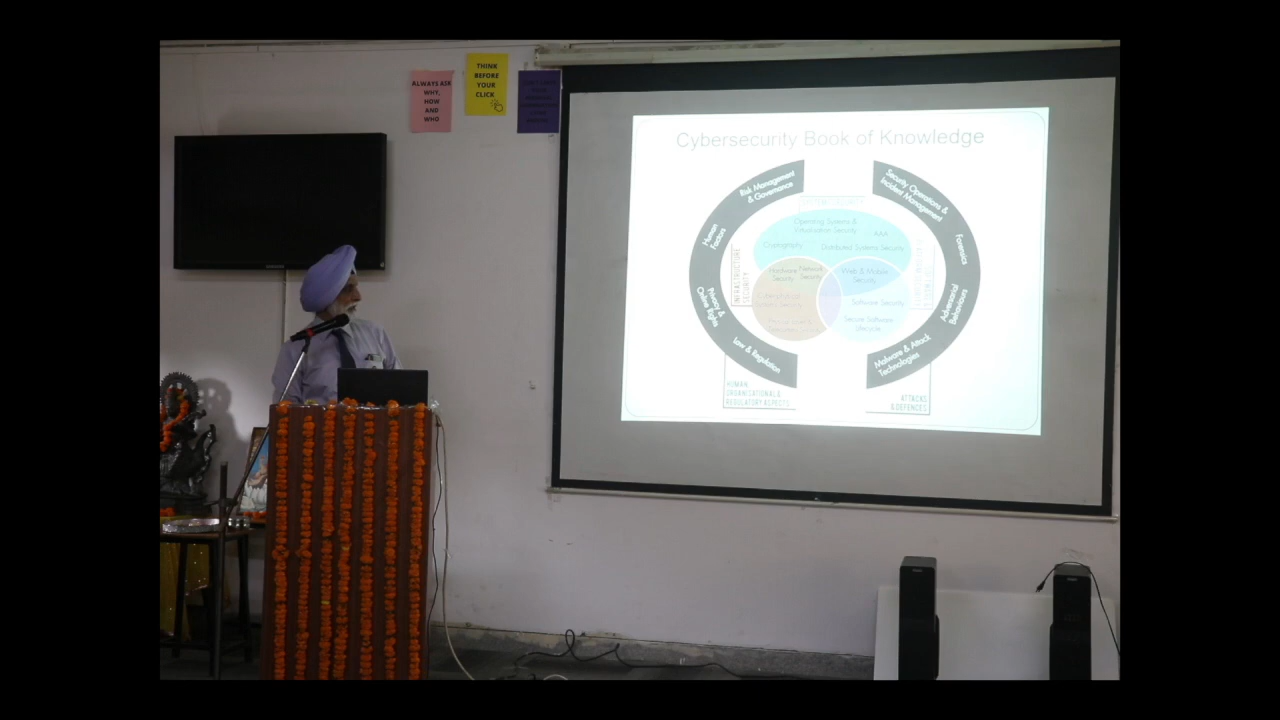 ALWAYS ASK
WHY,
HOW
AND
WHO
THINK
BEFORE
YOUR
CLICK
Cybersecurity Book of Knowledge
Risk Management
& Governance
Human
Factors
Privacy &
Online Rights
Law & Regulation
Security Operations &
Incident Management
Forensics
Adversarial
Behaviours
Malware & Attack
Technologies
SYSTEMS SECURITY
Operating Systems &
Virtualisation Security
AAA
Cryptography
Distributed Systems Security
INFRASTRUCTURE
SECURITY
Hardware
Security
Network
Security
Web & Mobile
Security
Software Security
Secure Software
Lifecycle
HUMAN,
ORGANISATIONAL &
REGULATORY ASPECTS
ATTACKS
& DEFENCES